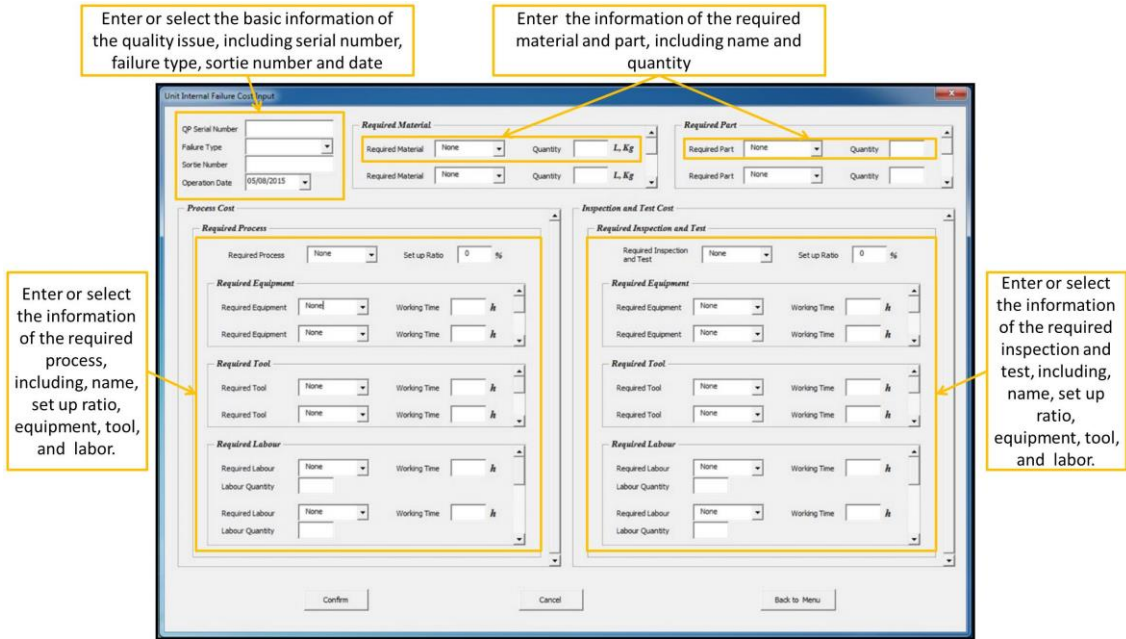 Enter or select the basic information of
the quality issue, including serial number,
failure type, sortie number and date
Enter  the information of the required
material and part, including name and
quantity
Unit Internal Failure Cost Input
QP Serial Number
Failure Type
Sortie Number
Operation Date 05/08/2015
Required Material
Required Material None Quantity L, Kg
Required Material None Quantity L, Kg
Required Part
Required Part None Quantity
Required Part None Quantity
Enter or select
the information
of the required
process,
including, name,
set up ratio,
equipment, tool,
and  labor.
Process Cost
Required Process
Required Process None Set up Ratio 0 %
Required Equipment
Required Equipment None Working Time h
Required Equipment None Working Time h
Required Tool
Required Tool None Working Time h
Required Tool None Working Time h
Required Labour
Required Labour None Working Time h
Labour Quantity
Required Labour None Working Time h
Labour Quantity
Inspection and Test Cost
Required Inspection and Test
Required Inspection
and Test None Set up Ratio 0 %
Required Equipment
Required Equipment None Working Time h
Required Equipment None Working Time h
Required Tool
Required Tool None Working Time h
Required Tool None Working Time h
Required Labour
Required Labour None Working Time h
Labour Quantity
Required Labour None Working Time h
Labour Quantity
Enter or select
the information
of the required
inspection and
test, including,
name, set up
ratio,
equipment, tool,
and  labor.
Confirm
Cancel
Back to Menu